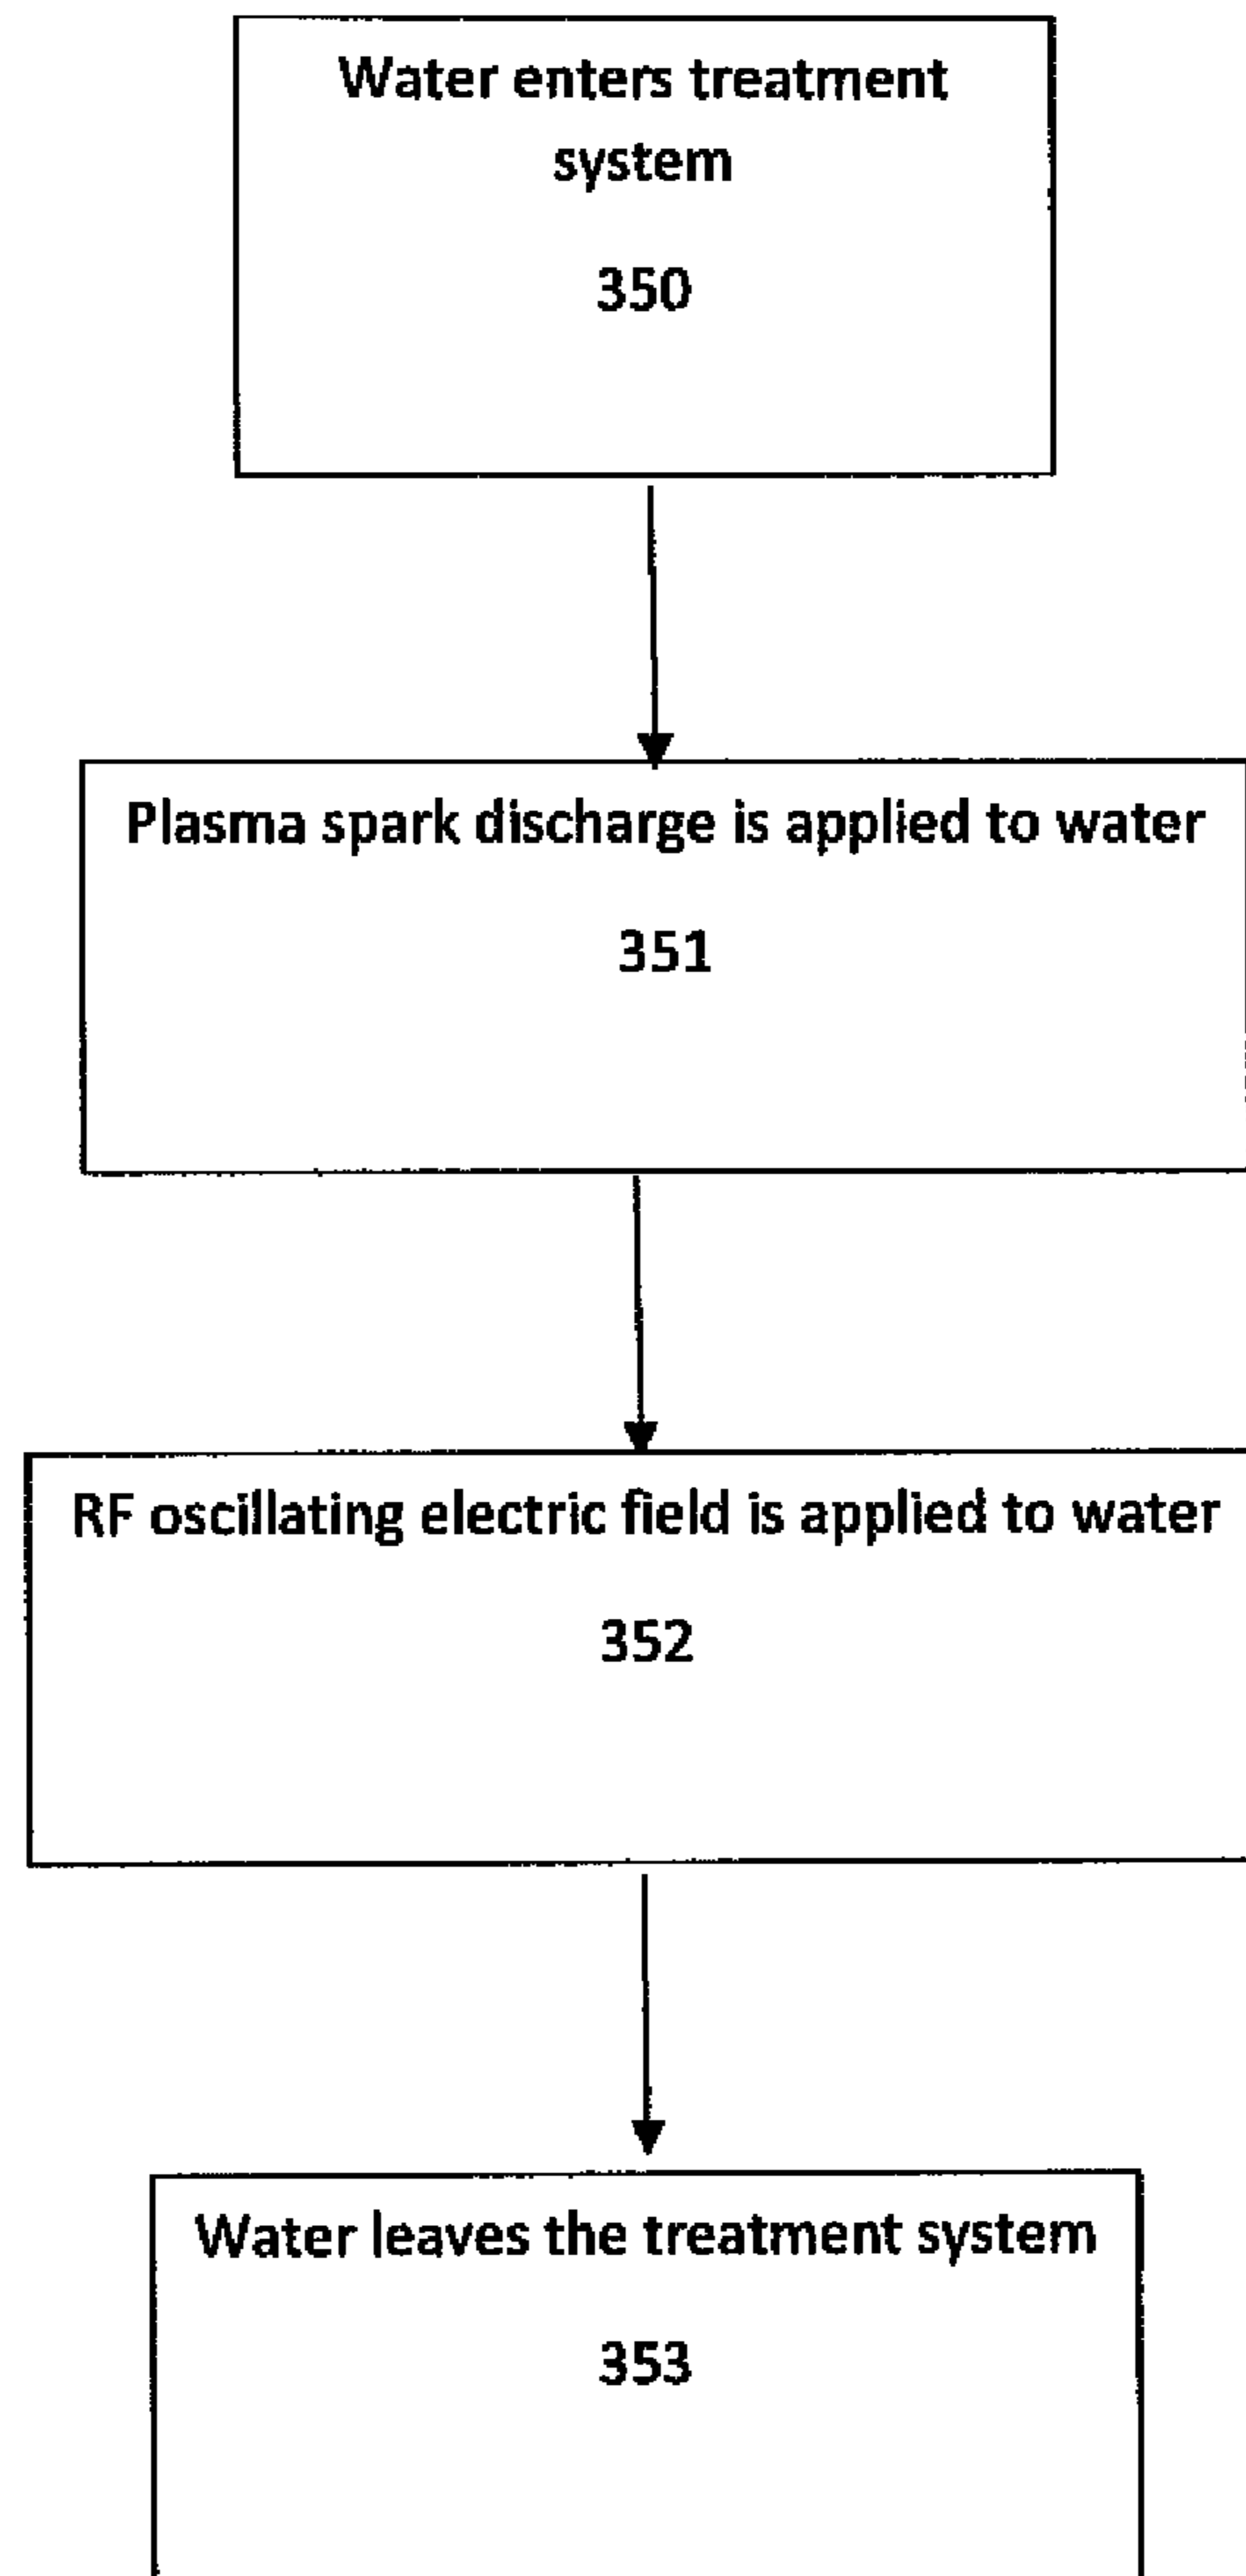 Water enters treatment
system
350
Plasma spark discharge is applied to water
351
RF oscillating electric field is applied to water
352
Water leaves the treatment system
353